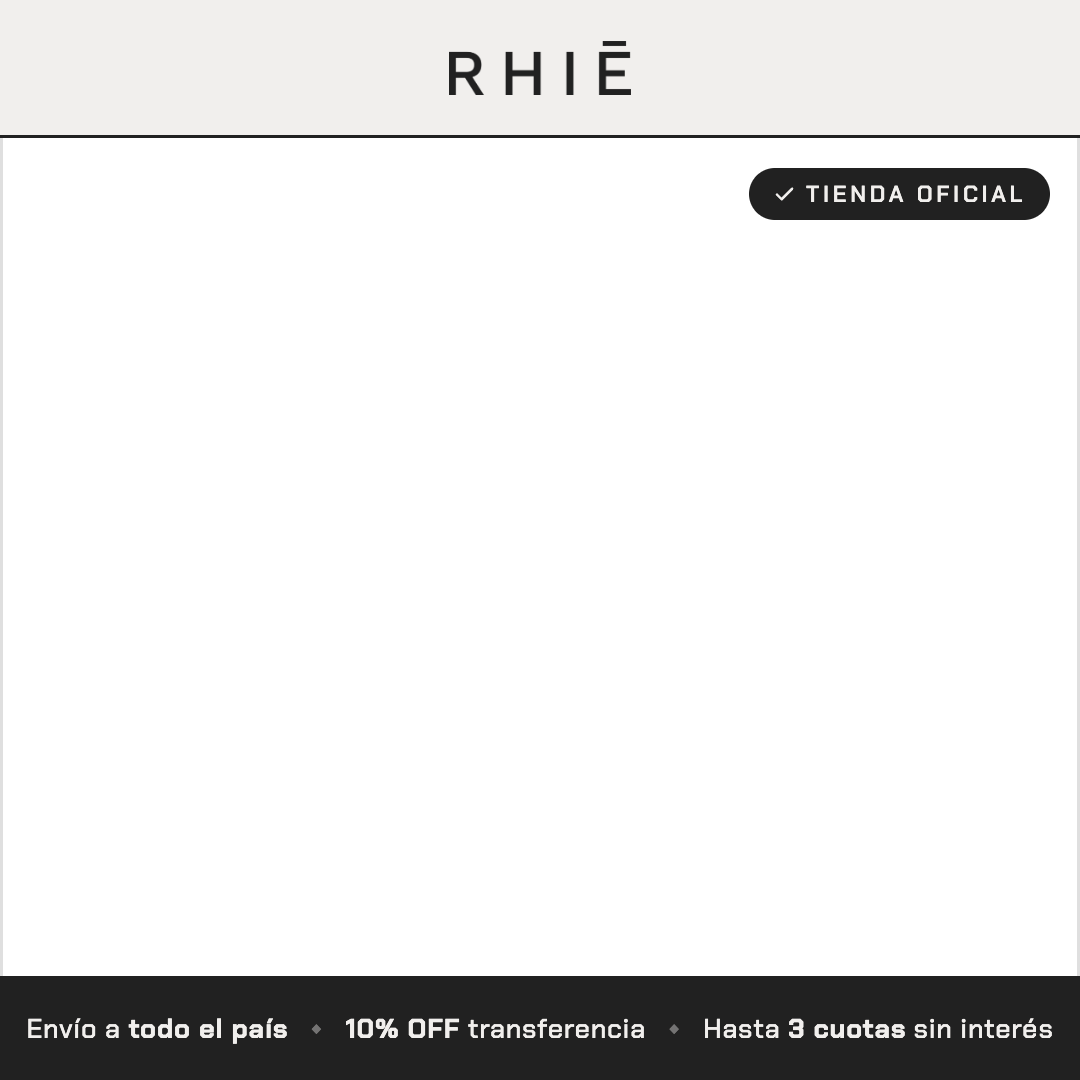 RHIĒ
✓ TIENDA OFICIAL
Envío a todo el país ◆ 10% OFF transferencia ◆ Hasta 3 cuotas sin interés